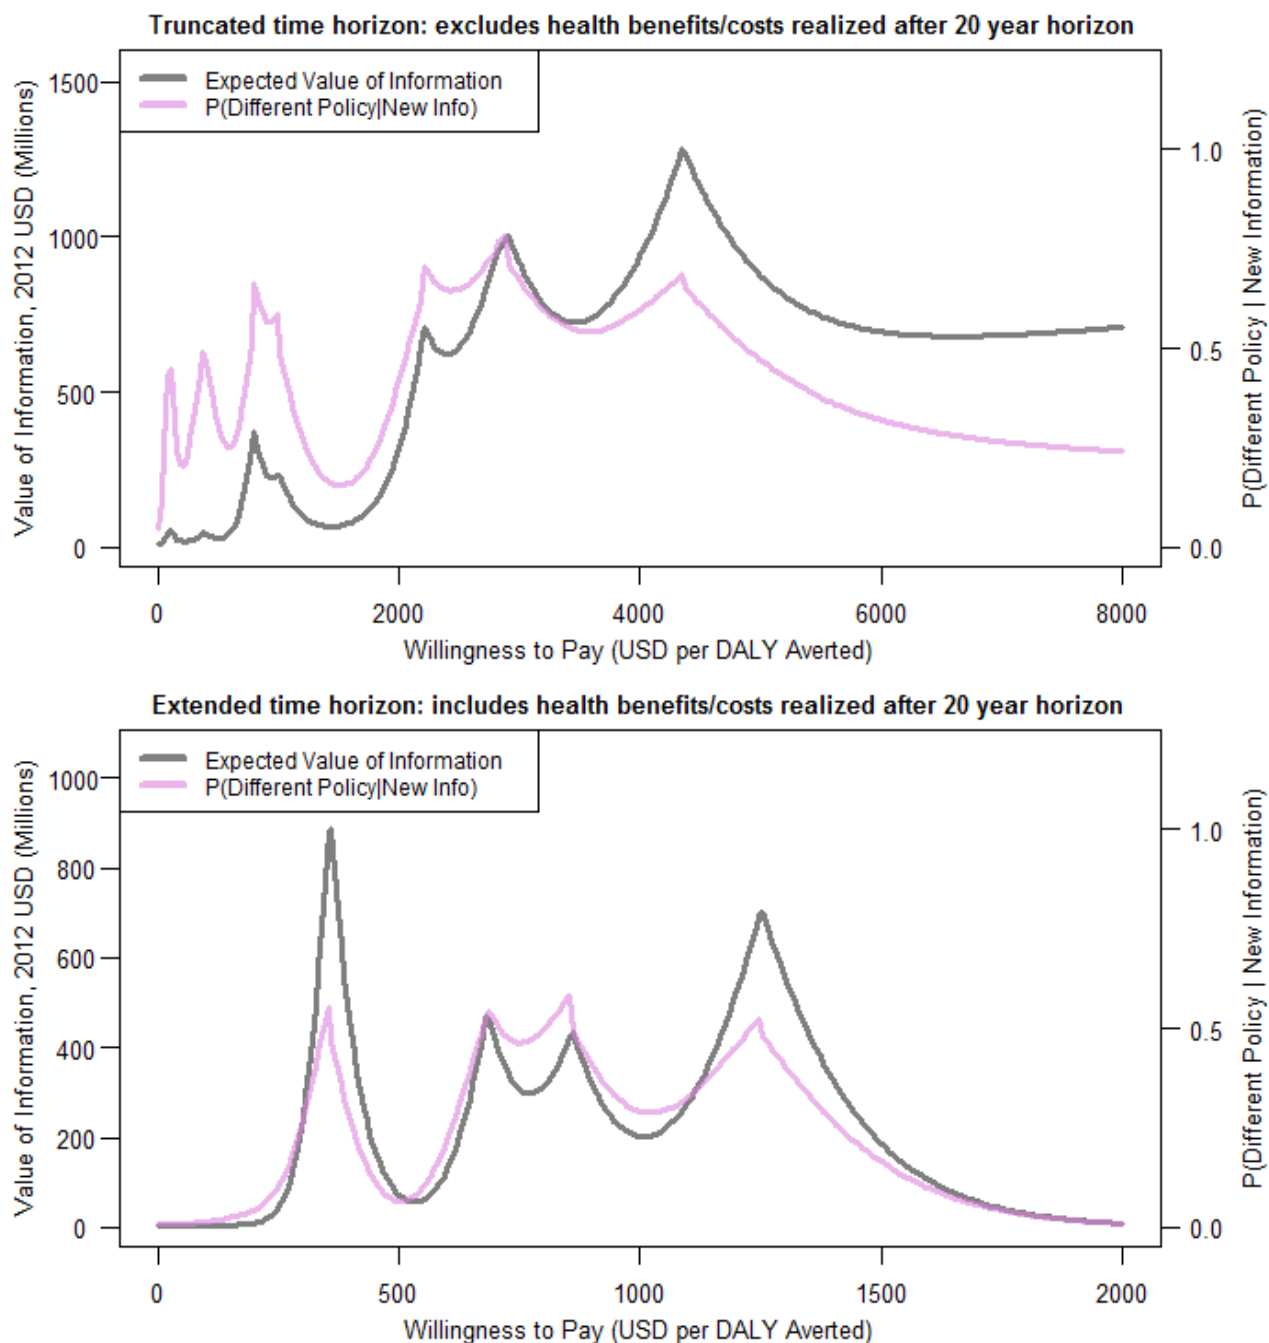 Truncated time horizon: excludes health benefits/costs realized after 20 year horizon
Expected Value of Information
P(Different Policy|New Info)
Value of Information, 2012 USD (Millions)
1500
1000
500
0
1.0
0.5
0.0
P(Different Policy | New Information)
0 2000 4000 6000 8000
Willingness to Pay (USD per DALY Averted)
Extended time horizon: includes health benefits/costs realized after 20 year horizon
Expected Value of Information
P(Different Policy|New Info)
Value of Information, 2012 USD (Millions)
1000
800
600
400
200
0
1.0
0.5
0.0
P(Different Policy | New Information)
0 500 1000 1500 2000
Willingness to Pay (USD per DALY Averted)